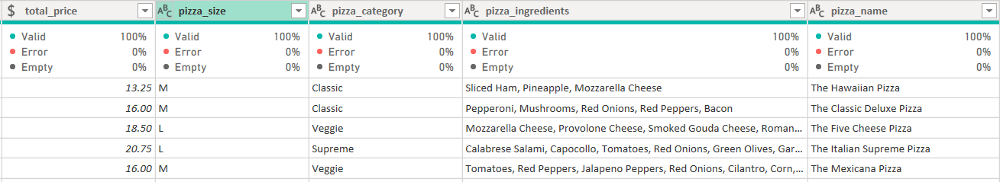 $ total_price ABC pizza_size ABC pizza_category ABC pizza_ingredients ABC pizza_name
Valid 100% Valid 100% Valid 100% Valid 100% Valid 100%
Error 0% Error 0% Error 0% Error 0% Error 0%
Empty 0% Empty 0% Empty 0% Empty 0% Empty 0%
13.25 M Classic Sliced Ham, Pineapple, Mozzarella Cheese The Hawaiian Pizza
16.00 M Classic Pepperoni, Mushrooms, Red Onions, Red Peppers, Bacon The Classic Deluxe Pizza
18.50 L Veggie Mozzarella Cheese, Provolone Cheese, Smoked Gouda Cheese, Roman... The Five Cheese Pizza
20.75 L Supreme Calabrese Salami, Capocollo, Tomatoes, Red Onions, Green Olives, Gar... The Italian Supreme Pizza
16.00 M Veggie Tomatoes, Red Peppers, Jalapeno Peppers, Red Onions, Cilantro, Corn,... The Mexicana Pizza